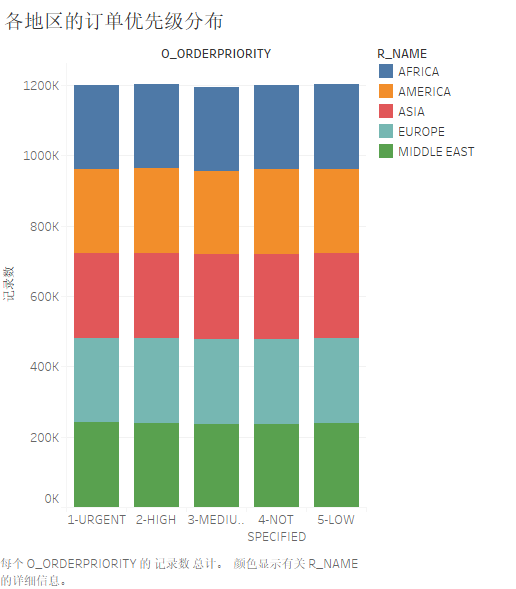 各地区的订单优先级分布
O_ORDERPRIORITY
R_NAME
AFRICA
AMERICA
ASIA
EUROPE
MIDDLE EAST
1200K
1000K
800K
600K
400K
200K
0K
记录数
1-URGENT 2-HIGH 3-MEDIU.. 4-NOT SPECIFIED 5-LOW
每个 O_ORDERPRIORITY 的 记录数 总计。 颜色显示有关 R_NAME
的详细信息。